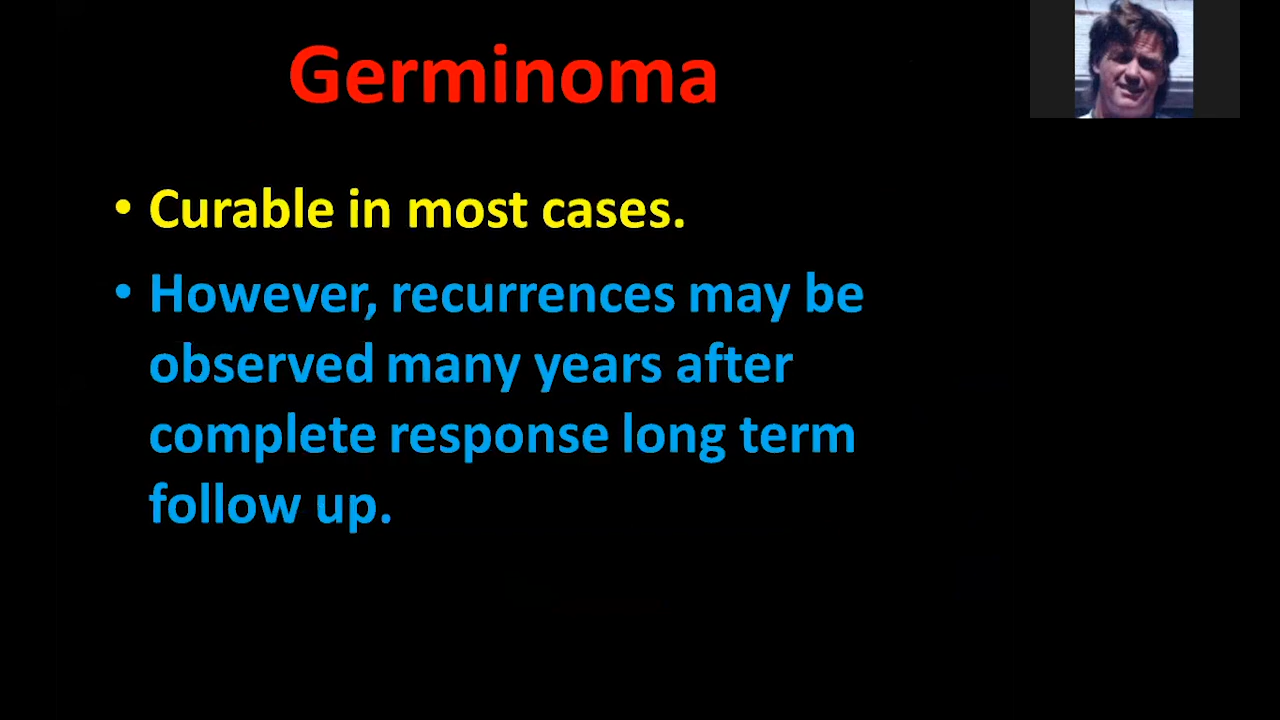 Germinoma
• Curable in most cases.
• However, recurrences may be
observed many years after
complete response long term
follow up.